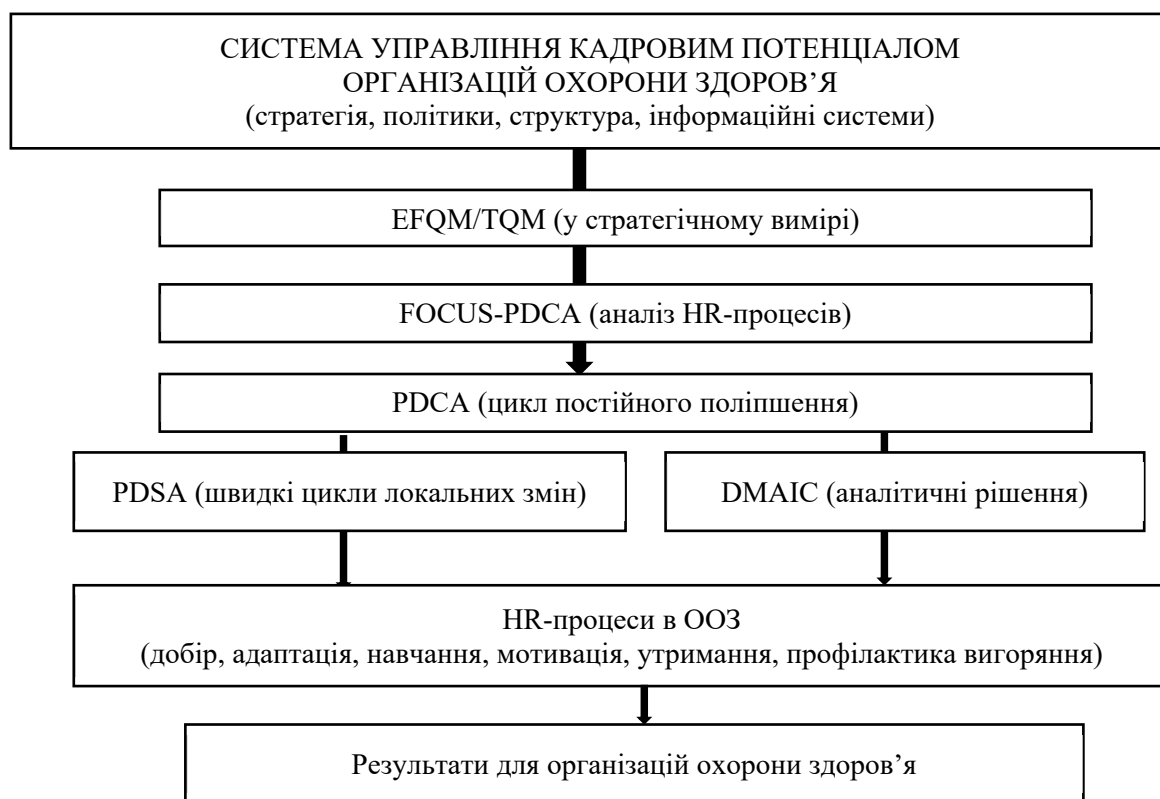 СИСТЕМА УПРАВЛІННЯ КАДРОВИМ ПОТЕНЦІАЛОМ
ОРГАНІЗАЦІЙ ОХОРОНИ ЗДОРОВ’Я
(стратегія, політики, структура, інформаційні системи)
EFQM/TQM (у стратегічному вимірі)
FOCUS-PDCA (аналіз HR-процесів)
PDCA (цикл постійного поліпшення)
PDSA (швидкі цикли локальних змін)
DMAIC (аналітичні рішення)
HR-процеси в ООЗ
(добір, адаптація, навчання, мотивація, утримання, профілактика вигоряння)
Результати для організацій охорони здоров’я